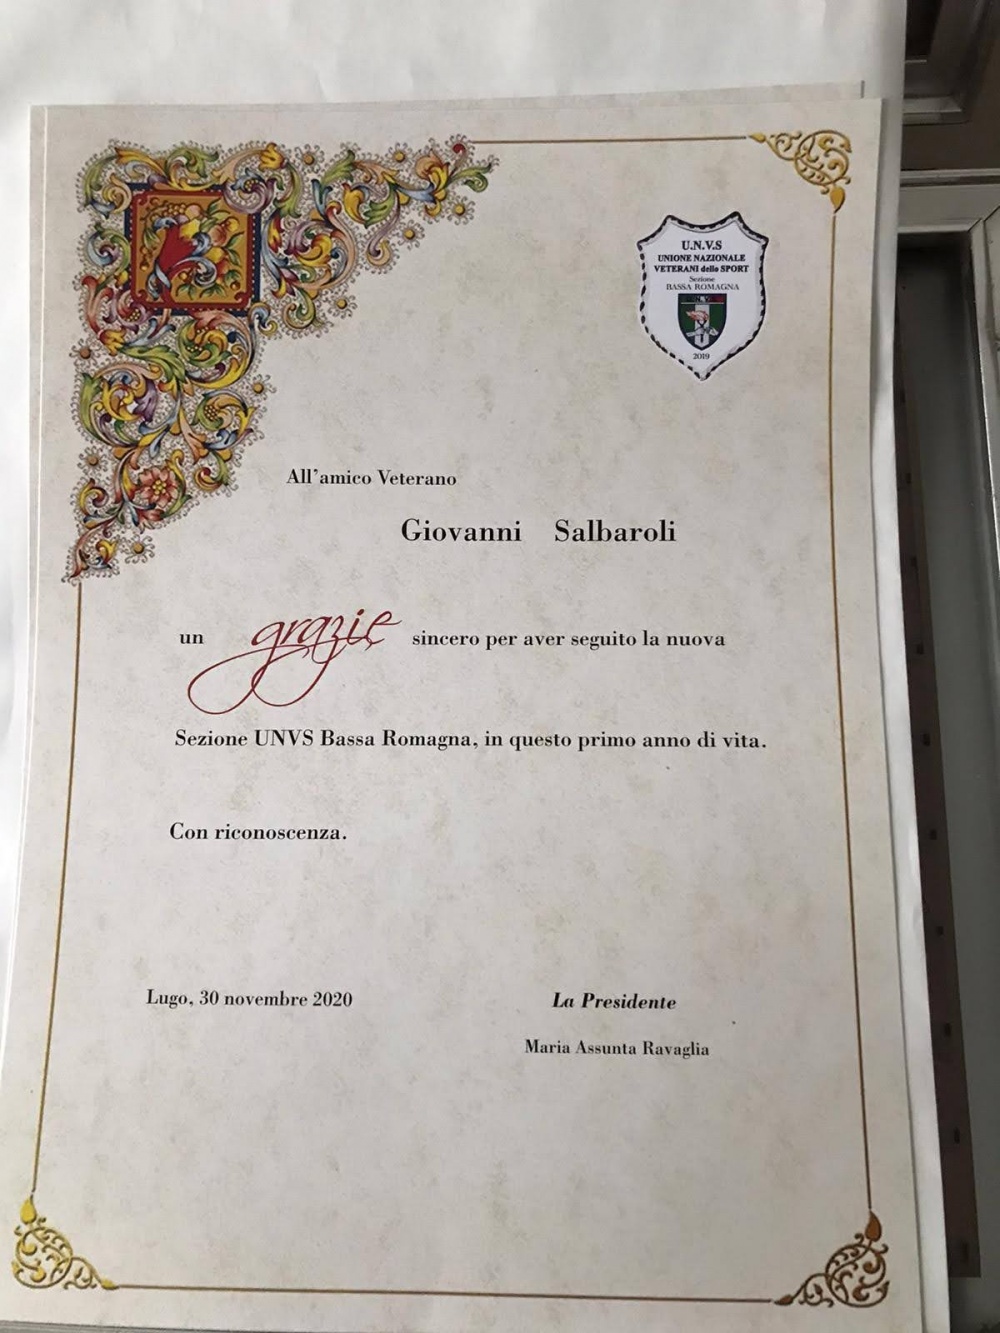 U.N.V.S
UNIONE NAZIONALE
VETERANI dello SPORT
Sezione
BASSA ROMAGNA
2019
All'amico Veterano
Giovanni Salbaroli
un grazie sincero per aver seguito la nuova
Sezione UNVS Bassa Romagna, in questo primo anno di vita.
Con riconoscenza.
Lugo, 30 novembre 2020
La Presidente
Maria Assunta Ravaglia